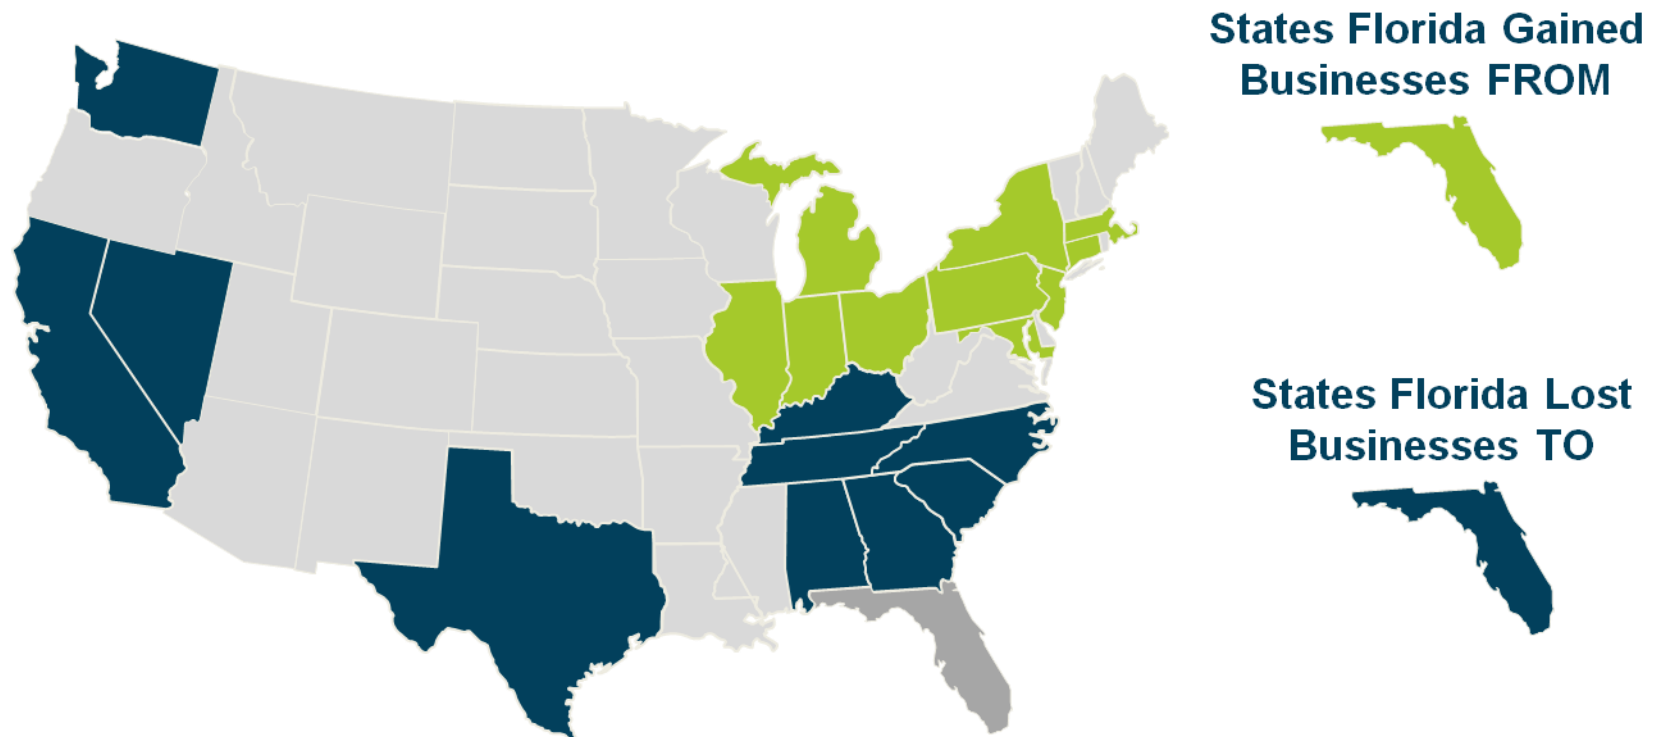 States Florida Gained
Businesses FROM
States Florida Lost
Businesses TO